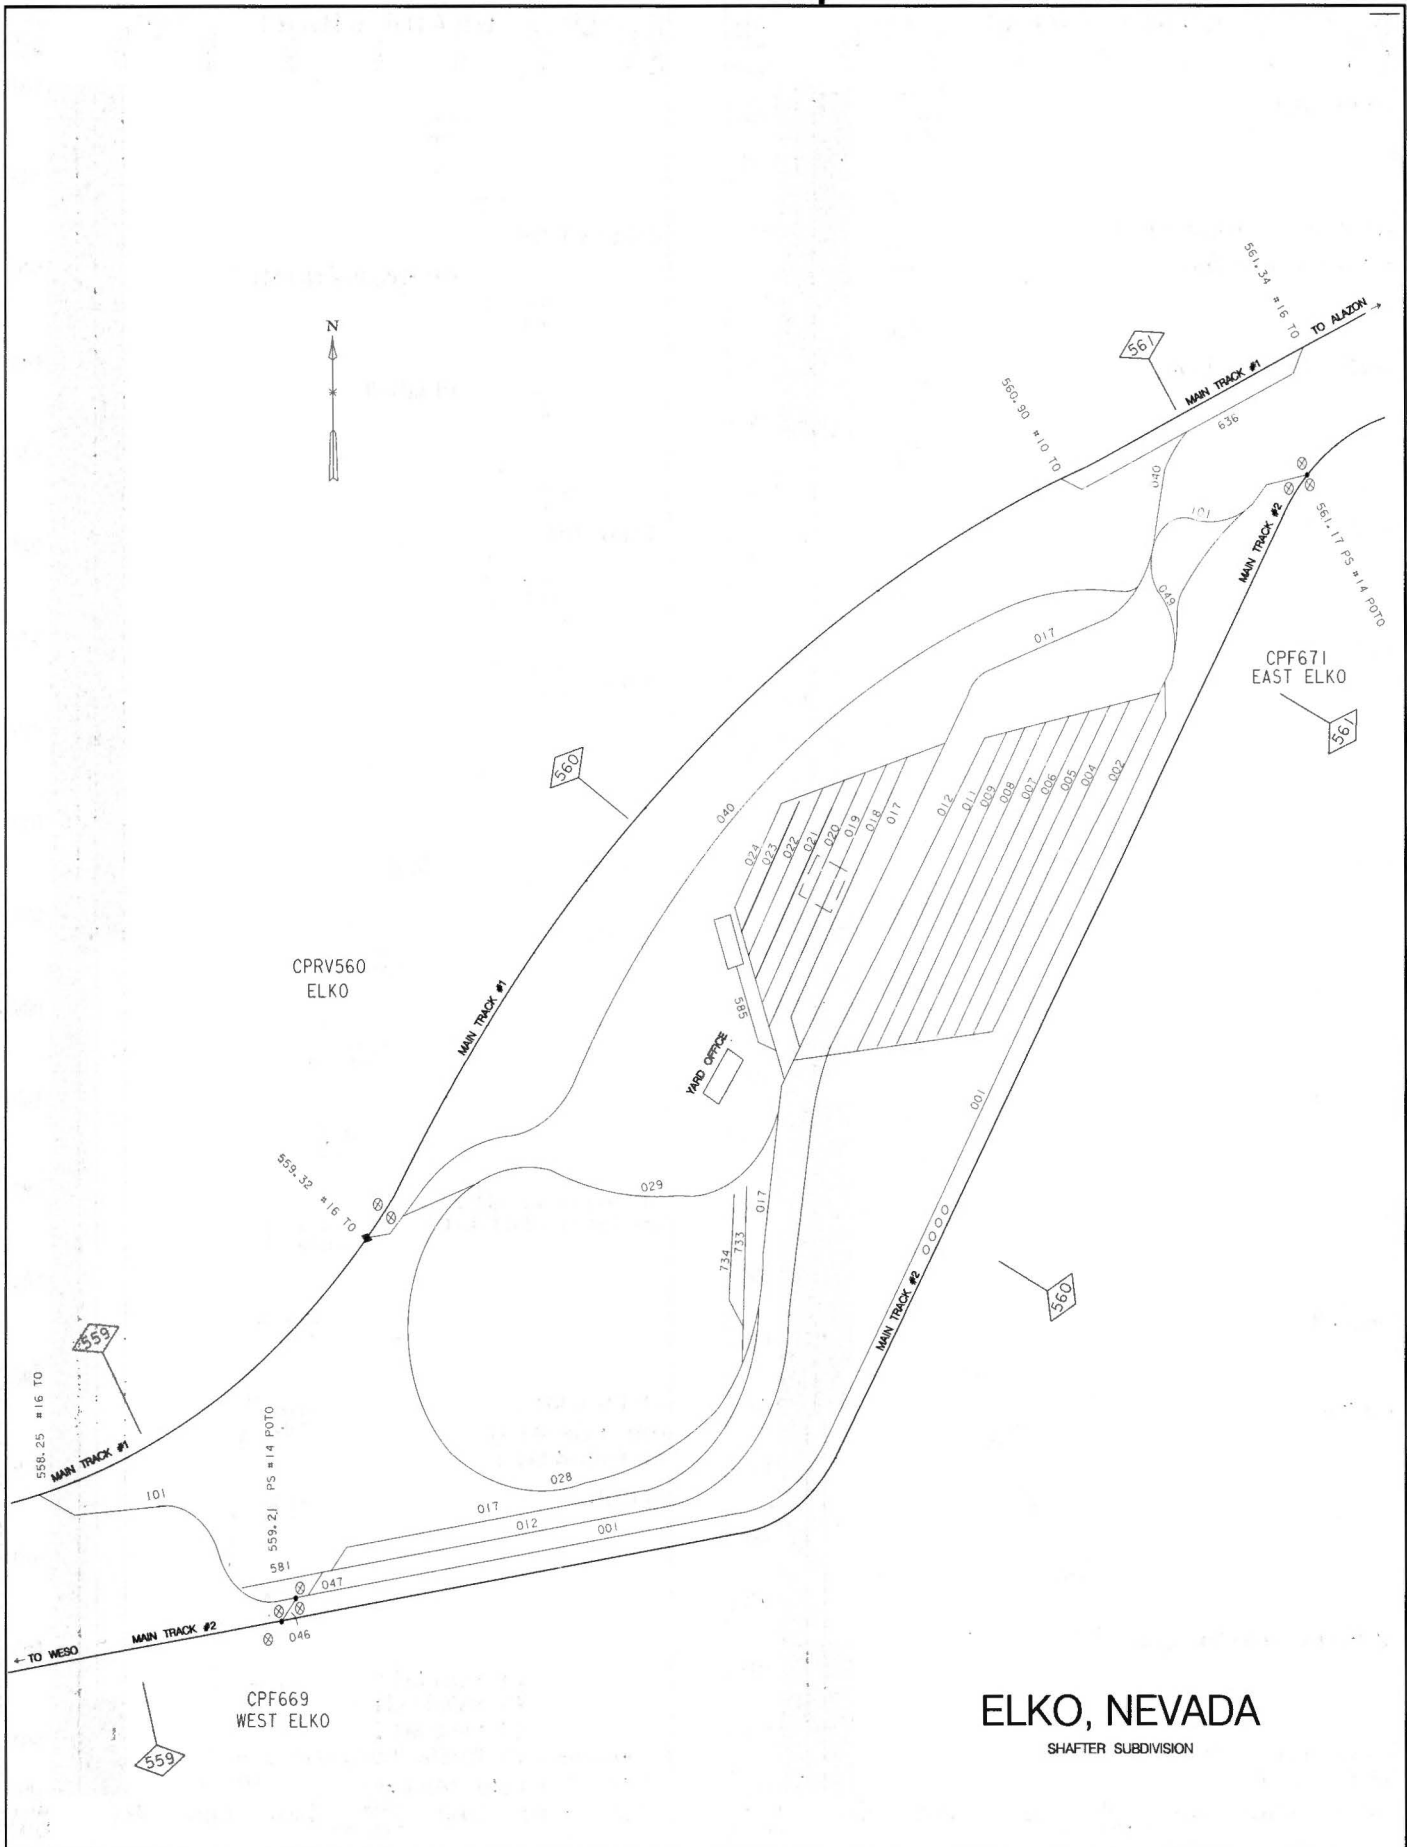 N
561.34 #16 TO
TO ALAZON →
561
MAIN TRACK #1
560.90 #10 TO
636
040
101
MAIN TRACK #2
561.17 PS #14 POTO
049
017
CPF671
EAST ELKO
561
560
040
024
023
022
021
020
019
018
017
012
011
009
008
007
006
005
004
002
CPRV560
ELKO
MAIN TRACK #1
585
YARD OFFICE
001
559.32 #16 TO
029
017
734
733
0000
MAIN TRACK #2
560
559
558.25 #16 TO
MAIN TRACK #1
101
559.21 PS #14 POTO
028
017
012
001
581
047
046
MAIN TRACK #2
← TO WESO
CPF669
WEST ELKO
559
ELKO, NEVADA
SHAFTER SUBDIVISION